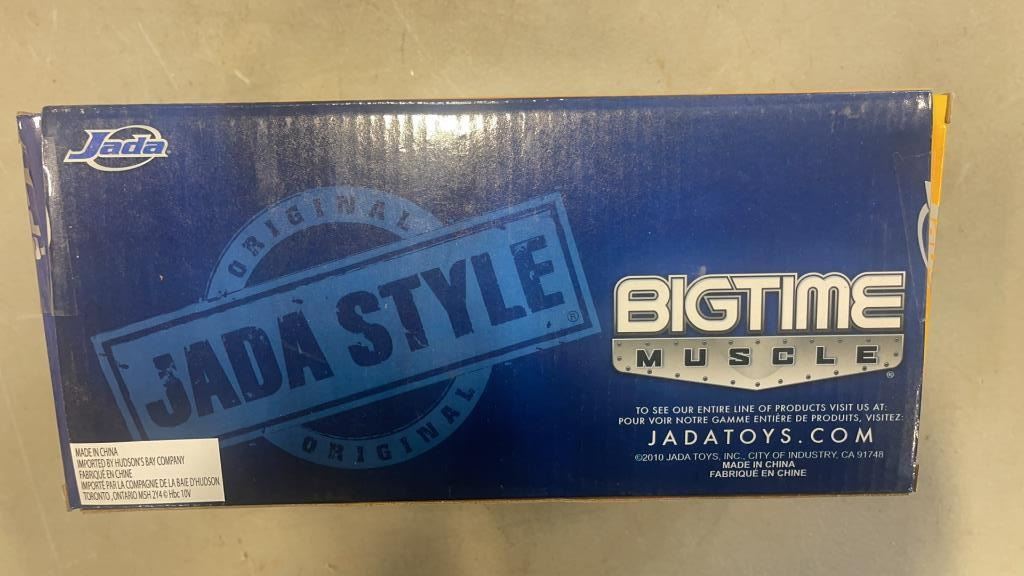 Jada
ORIGINAL
JADA STYLE®
ORIGINAL
BIGTIME
MUSCLE®
TO SEE OUR ENTIRE LINE OF PRODUCTS VISIT US AT:
POUR VOIR NOTRE GAMME ENTIÈRE DE PRODUITS, VISITEZ:
JADATOYS.COM
©2010 JADA TOYS, INC., CITY OF INDUSTRY, CA 91748
MADE IN CHINA
FABRIQUÉ EN CHINE
MADE IN CHINA
IMPORTED BY HUDSON'S BAY COMPANY
FABRIQUÉ EN CHINE
IMPORTÉ PAR LA COMPAGNIE DE LA BAIE D'HUDSON
TORONTO ,ONTARIO M5H 2Y4 © Hbc 10V